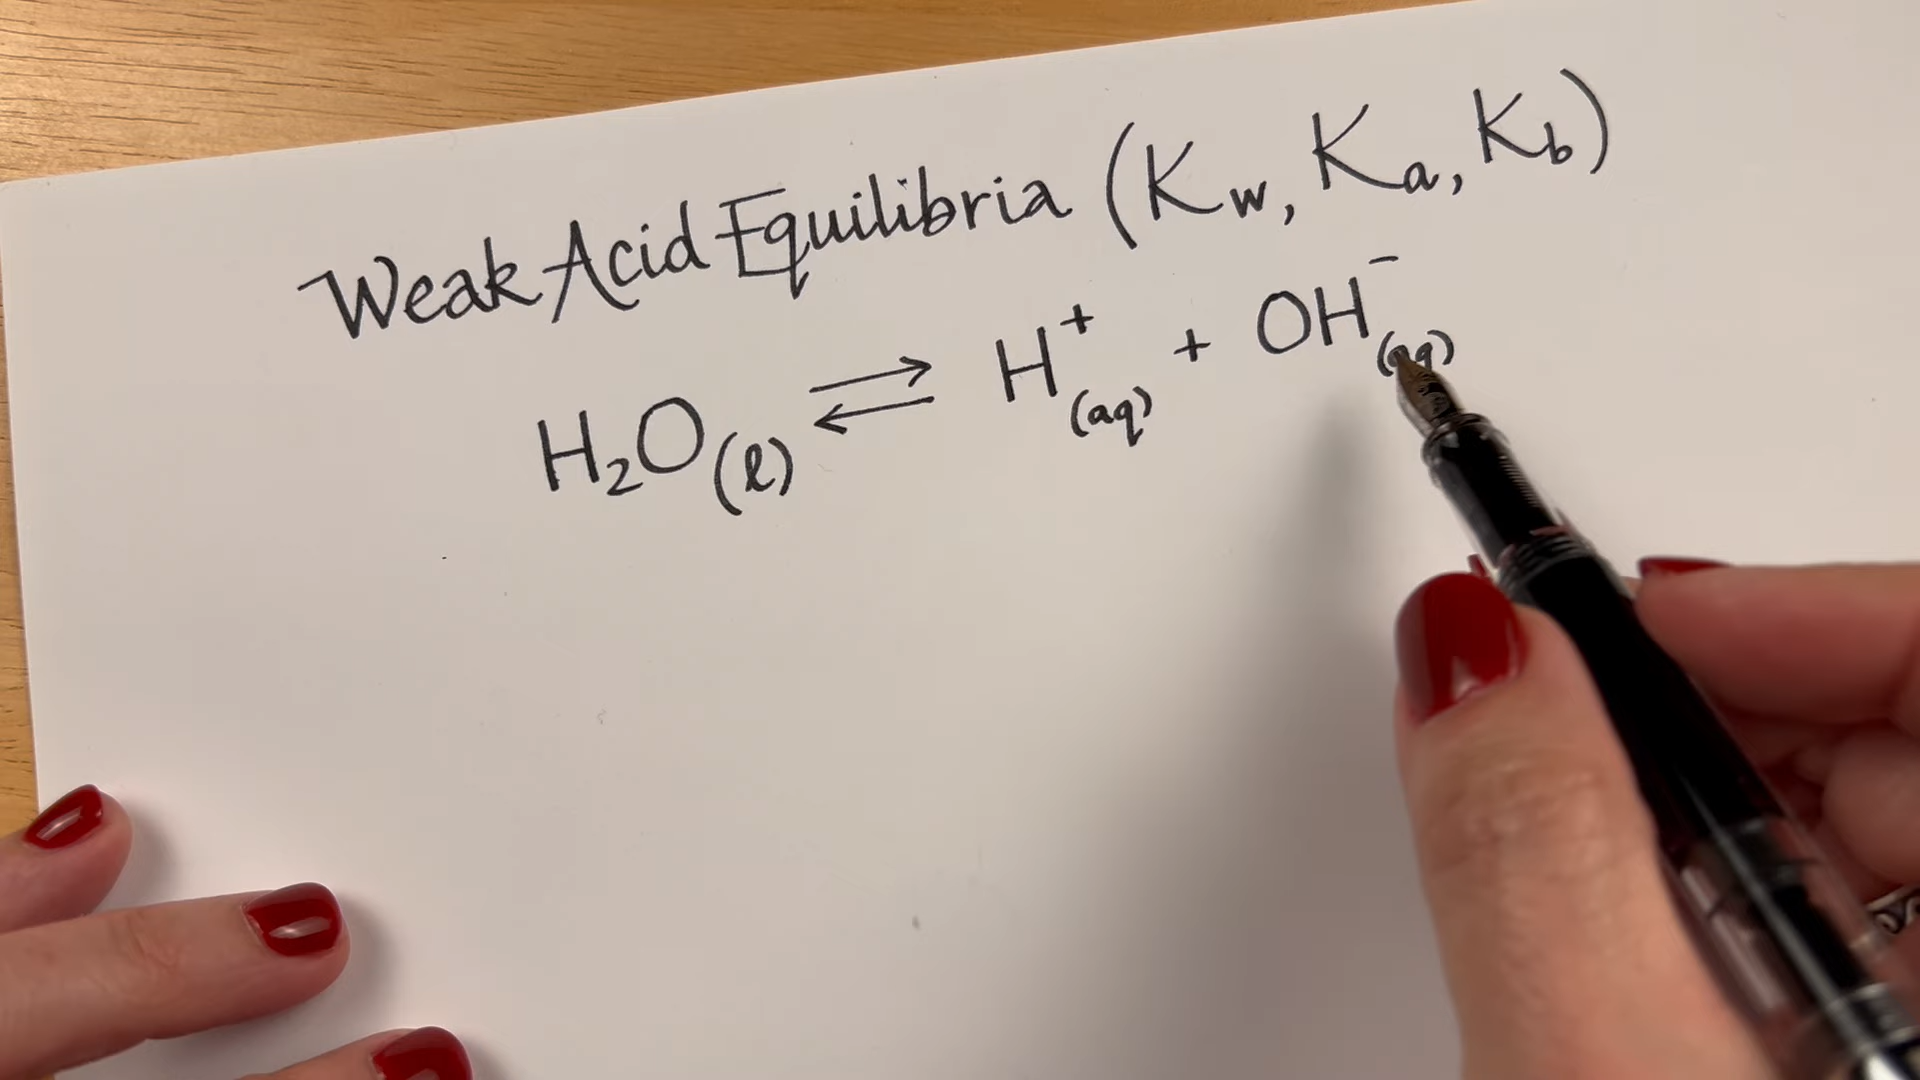 Weak Acid Equilibria (Kw, Ka, Kb)
H₂O(l) ⇌ H⁺(aq) + OH⁻(aq)